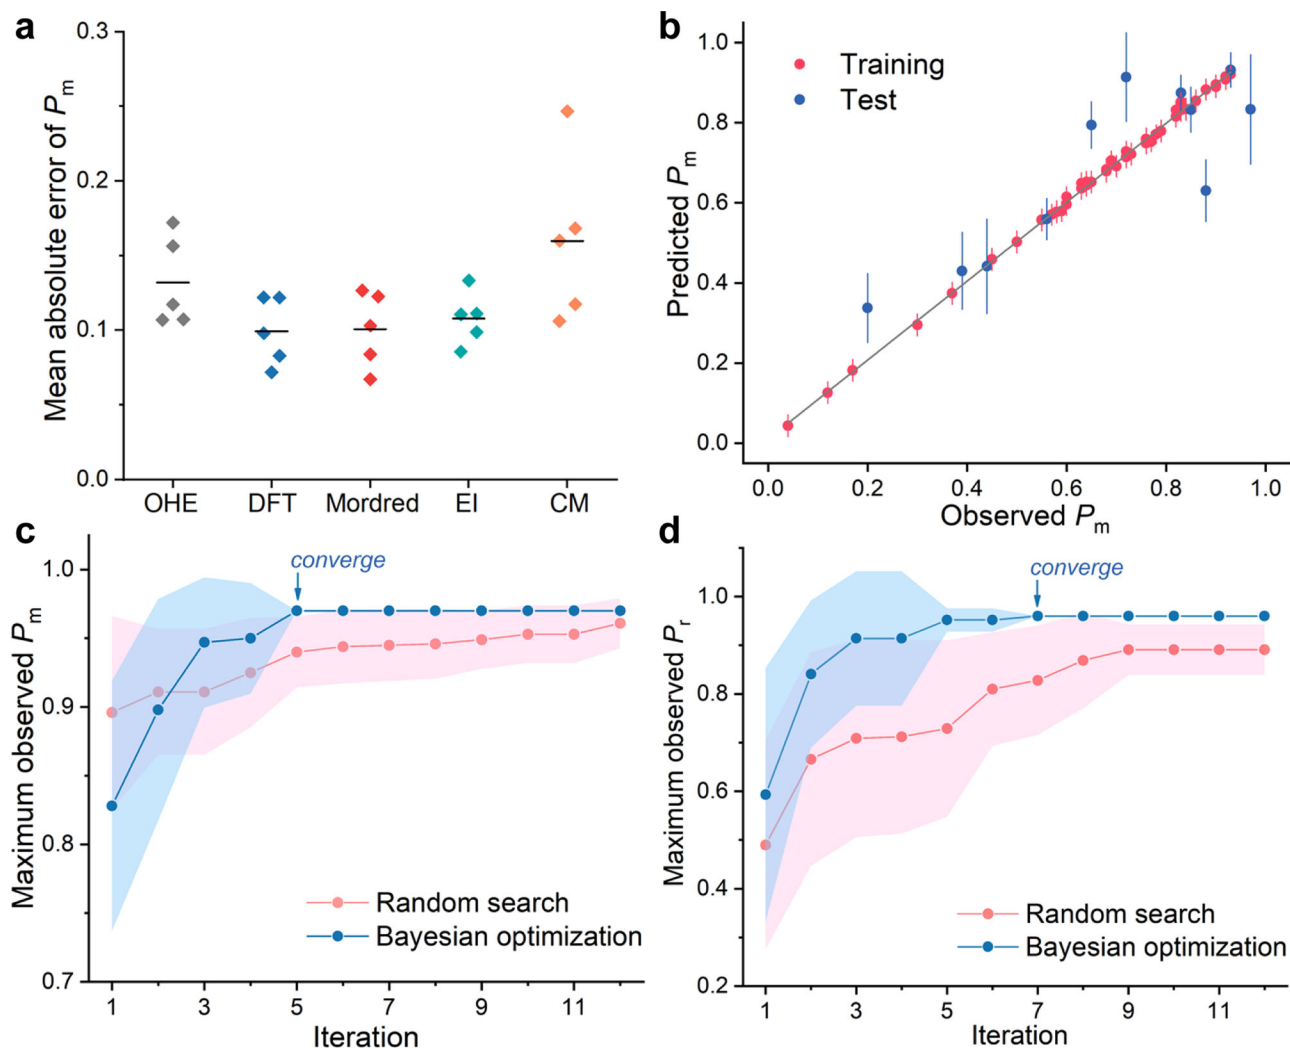 a
0.3
0.2
0.1
0.0
Mean absolute error of Pm
OHE DFT Mordred EI CM
b
1.0
0.8
0.6
0.4
0.2
0.0
Predicted Pm
Training
Test
0.0 0.2 0.4 0.6 0.8 1.0
Observed Pm
c
1.0
0.9
0.8
0.7
Maximum observed Pm
converge
Random search
Bayesian optimization
1 3 5 7 9 11
Iteration
d
1.0
0.8
0.6
0.4
0.2
Maximum observed Pr
converge
Random search
Bayesian optimization
1 3 5 7 9 11
Iteration